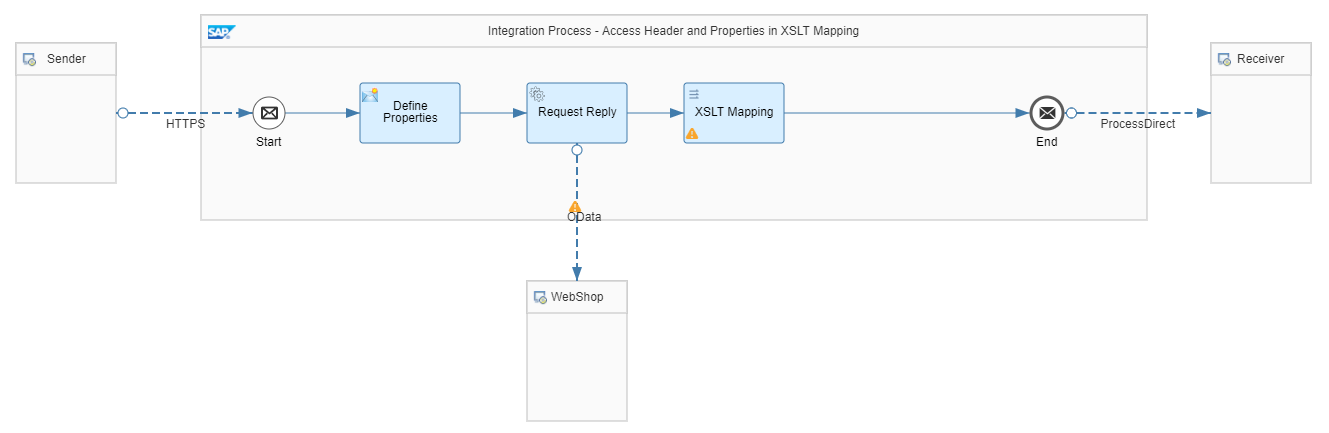 SAP
Integration Process - Access Header and Properties in XSLT Mapping
Sender
Receiver
Define
Properties
Request Reply
XSLT Mapping
HTTPS
ProcessDirect
Start
End
OData
WebShop